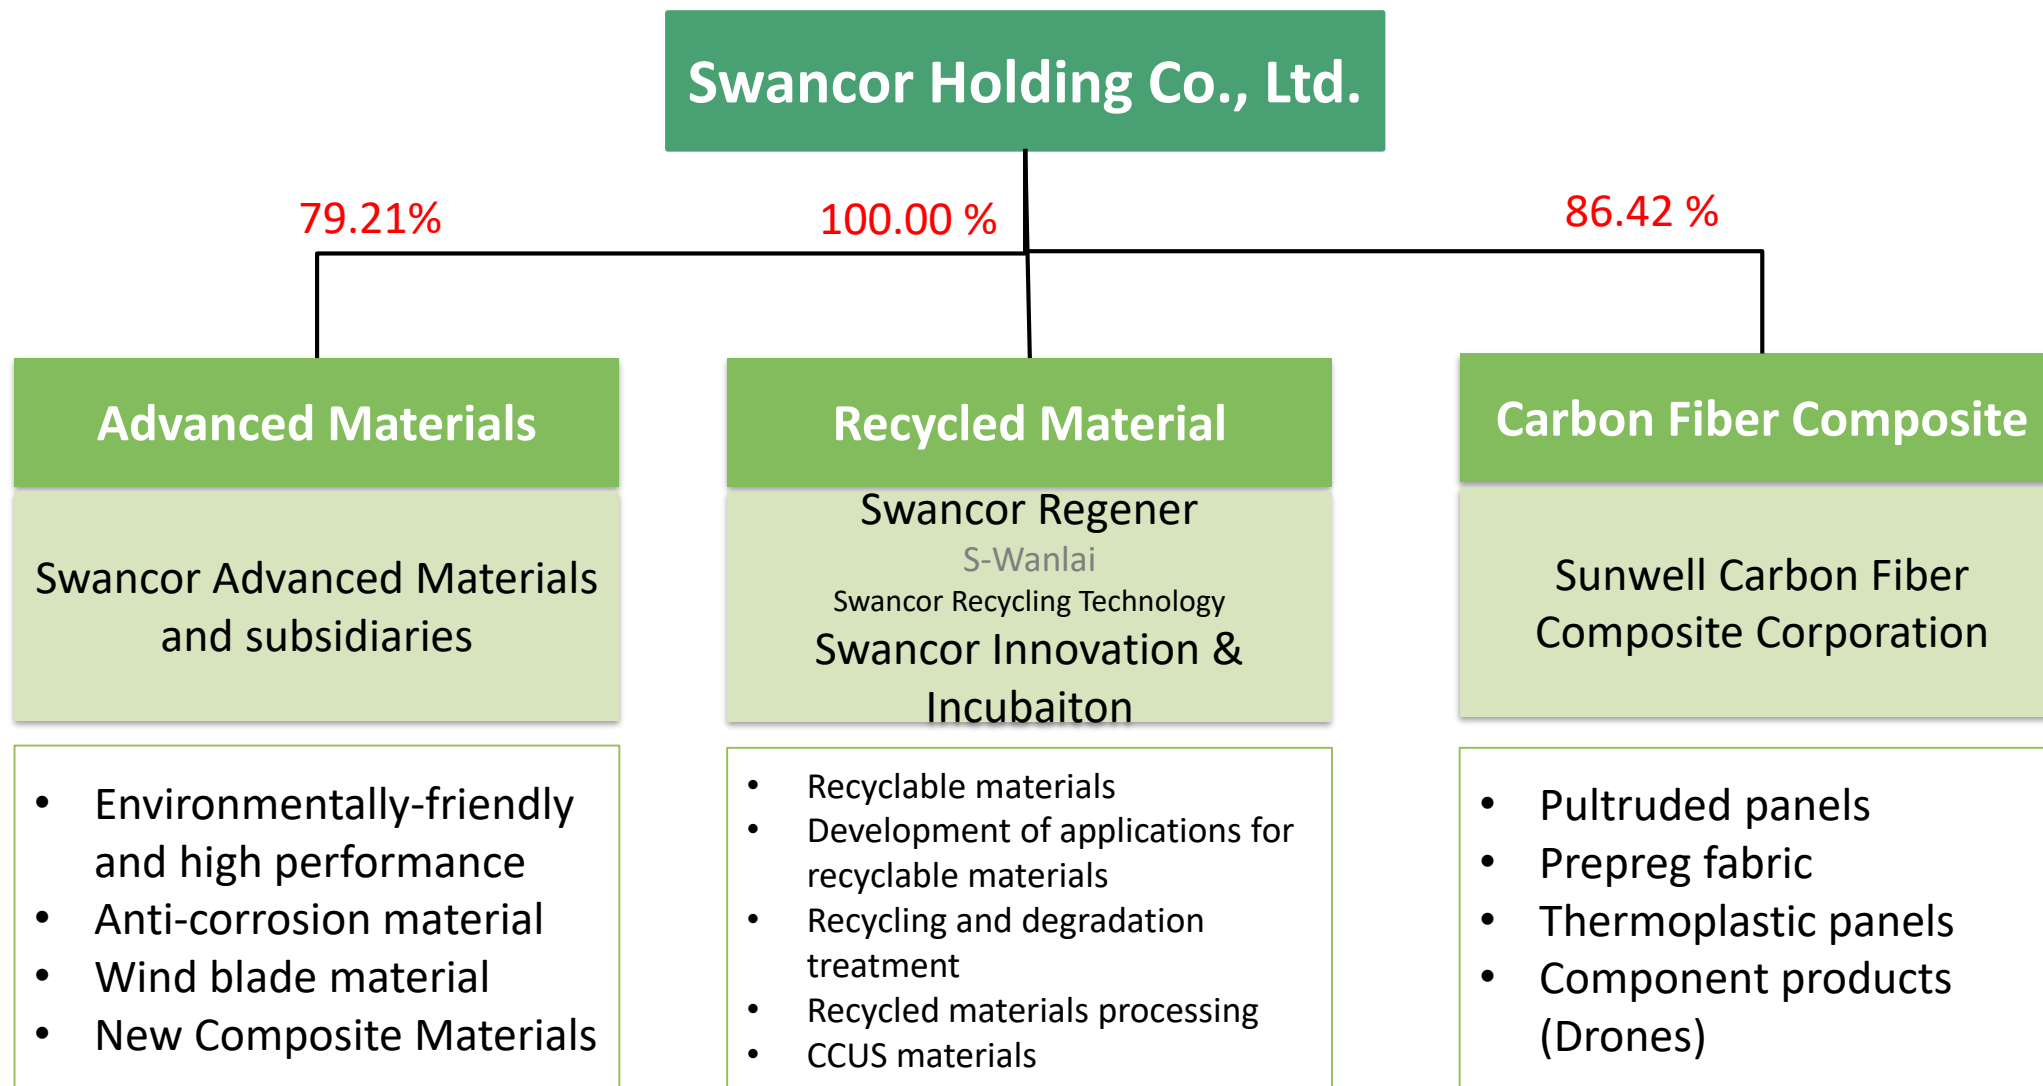 Swancor Holding Co., Ltd.
79.21%
100.00 %
86.42 %
Advanced Materials
Swancor Advanced Materials
and subsidiaries
• Environmentally-friendly
and high performance
• Anti-corrosion material
• Wind blade material
• New Composite Materials
Recycled Material
Swancor Regener
S-Wanlai
Swancor Recycling Technology
Swancor Innovation &
Incubaiton
• Recyclable materials
• Development of applications for
recyclable materials
• Recycling and degradation
treatment
• Recycled materials processing
• CCUS materials
Carbon Fiber Composite
Sunwell Carbon Fiber
Composite Corporation
• Pultruded panels
• Prepreg fabric
• Thermoplastic panels
• Component products
(Drones)